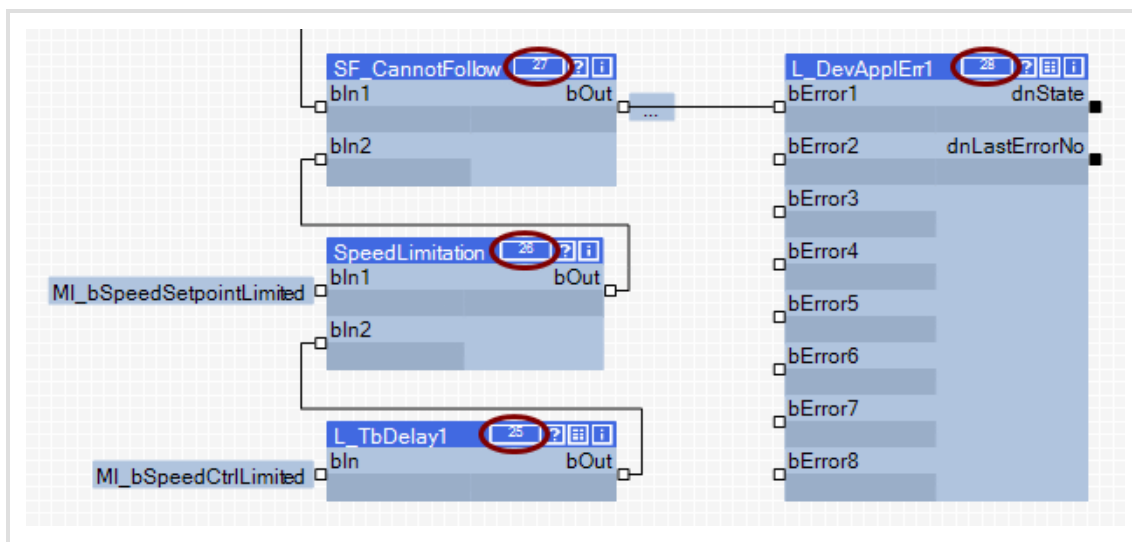 SF_CannotFollow 27 ? i
bIn1 bOut
...
bIn2
SpeedLimitation 26 ? i
MI_bSpeedSetpointLimited bIn1 bOut
bIn2
L_TbDelay1 25 ? i
MI_bSpeedCtrlLimited bIn bOut
L_DevApplErr1 28 ? i
bError1 dnState
bError2 dnLastErrorNo
bError3
bError4
bError5
bError6
bError7
bError8